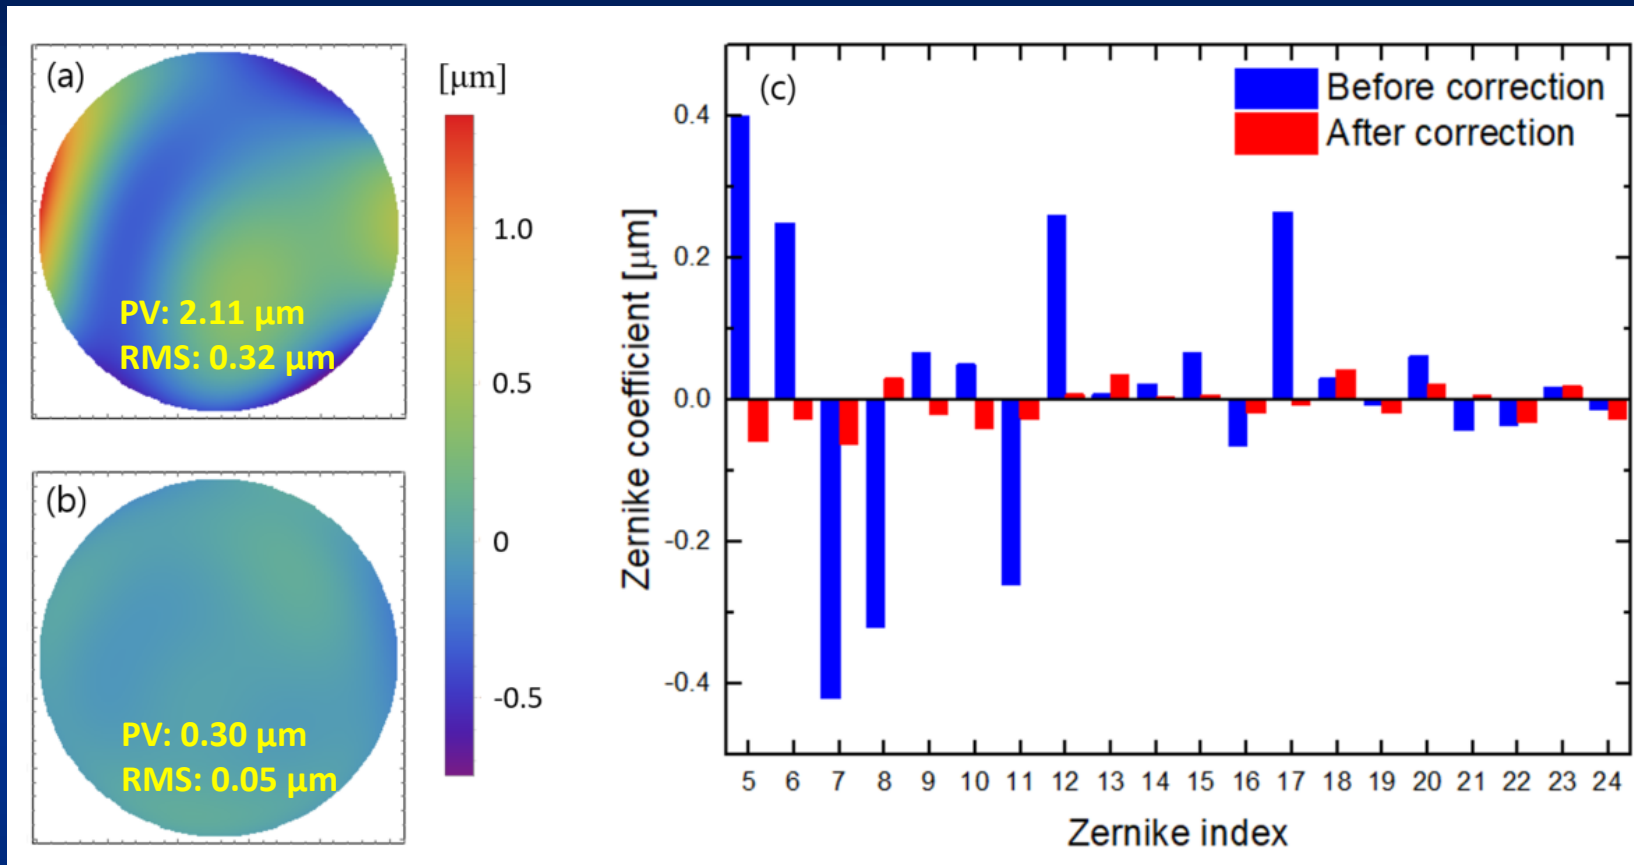 (a)
PV: 2.11 μm
RMS: 0.32 μm
(b)
PV: 0.30 μm
RMS: 0.05 μm
[μm]
1.0
0.5
0
-0.5
(c)
Before correction
After correction
Zernike coefficient [μm]
0.4
0.2
0.0
-0.2
-0.4
5 6 7 8 9 10 11 12 13 14 15 16 17 18 19 20 21 22 23 24
Zernike index